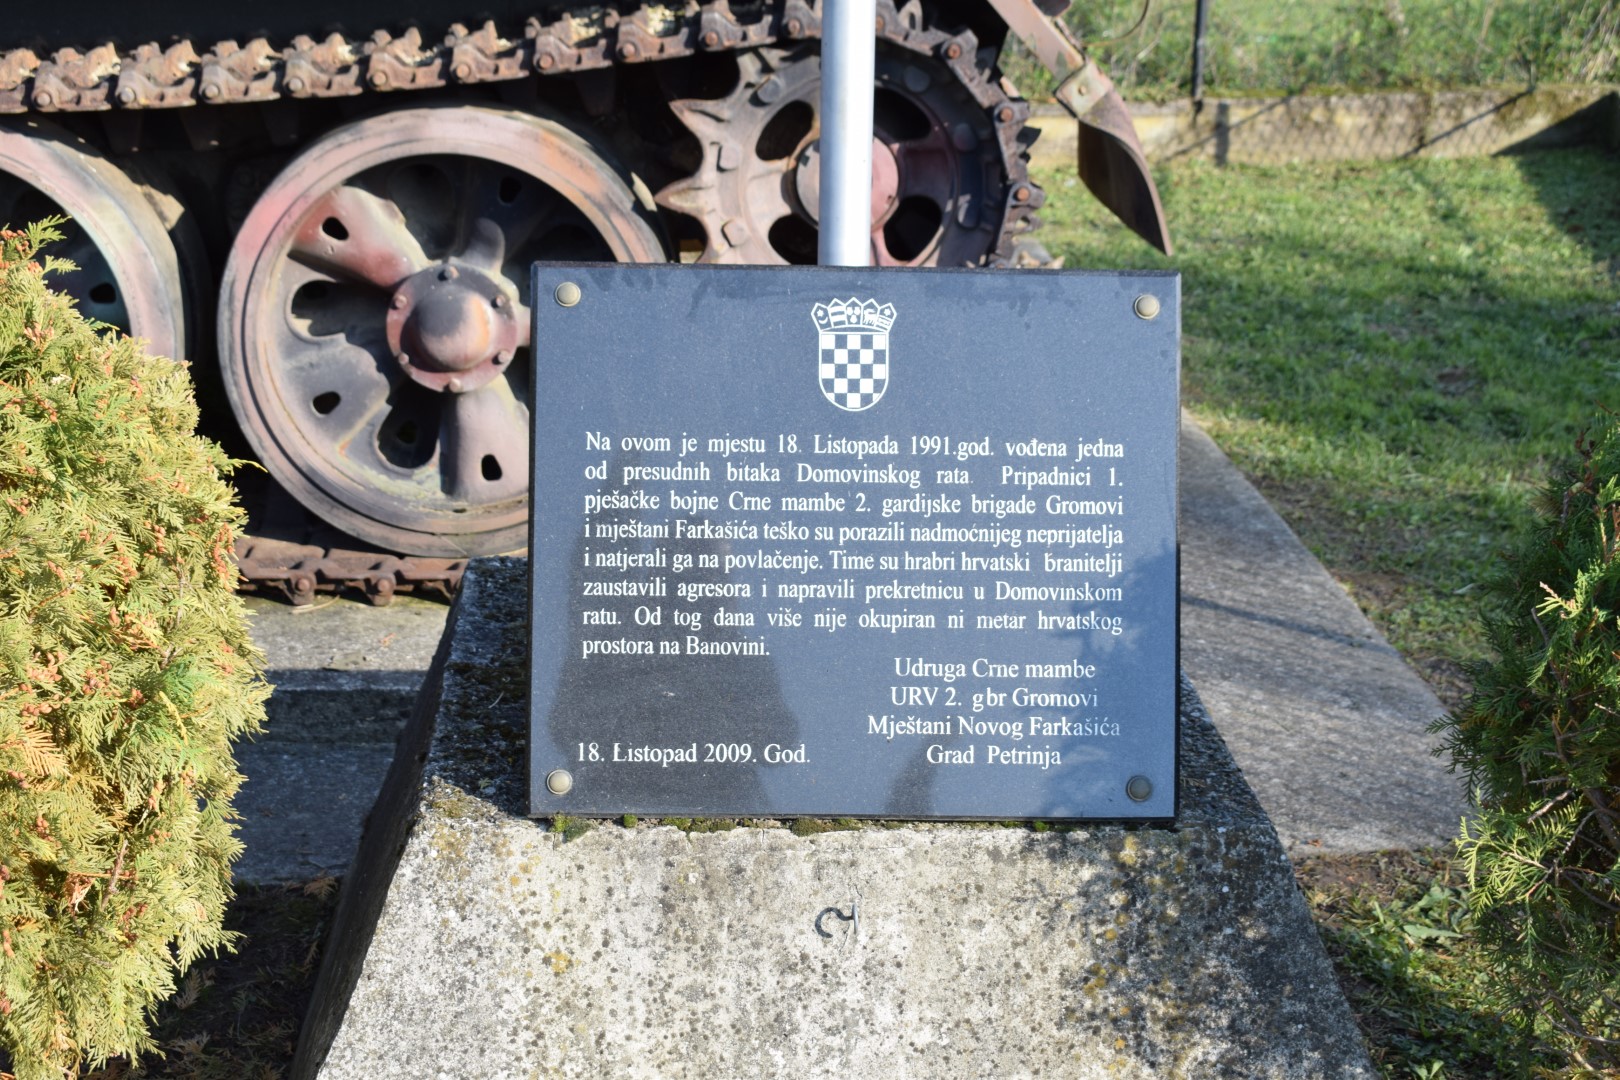 Na ovom je mjestu 18. Listopada 1991.god. vođena jedna
od presudnih bitaka Domovinskog rata. Pripadnici 1.
pješačke bojne Crne mambe 2. gardijske brigade Gromovi
i mještani Farkašića teško su porazili nadmoćnijeg neprijatelja
i natjerali ga na povlačenje. Time su hrabri hrvatski branitelji
zaustavili agresora i napravili prekretnicu u Domovinskom
ratu. Od tog dana više nije okupiran ni metar hrvatskog
prostora na Banovini.
Udruga Crne mambe
URV 2. gbr Gromovi
Mještani Novog Farkašića
18. Listopad 2009. God.
Grad Petrinja